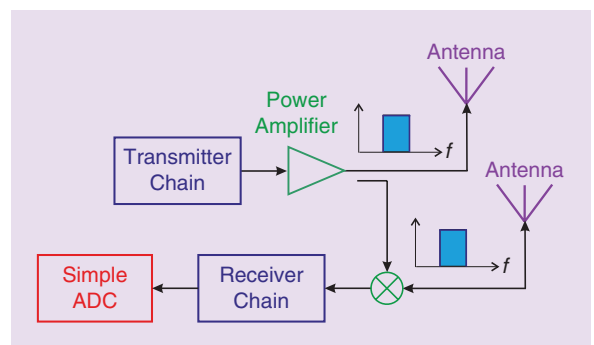 Antenna
Power
Amplifier
f
Transmitter
Chain
Antenna
f
Simple
ADC
Receiver
Chain